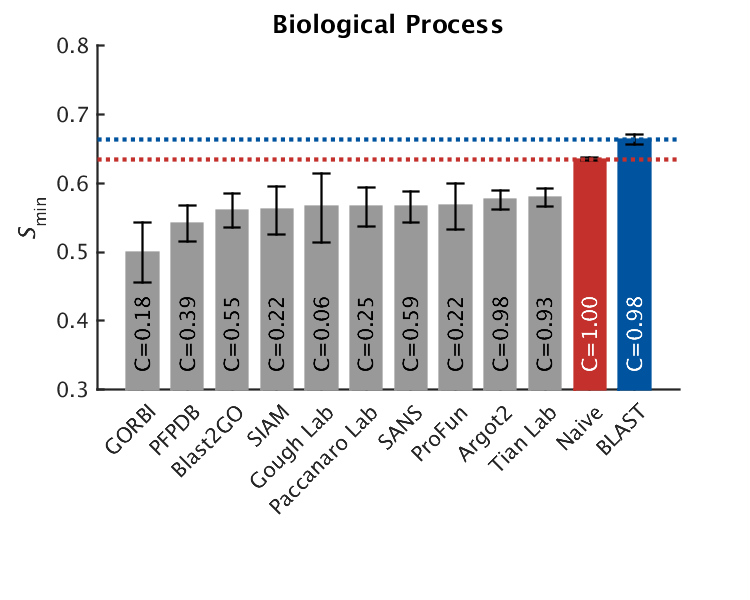 Biological Process
0.8
0.7
0.6
0.5
0.4
0.3
Smin
C=0.18
C=0.39
C=0.55
C=0.22
C=0.06
C=0.25
C=0.59
C=0.22
C=0.98
C=0.93
C=1.00
C=0.98
GORBI
PFPDB
Blast2GO
SIAM
Gough Lab
Paccanaro Lab
SANS
ProFun
Argot2
Tian Lab
Naive
BLAST